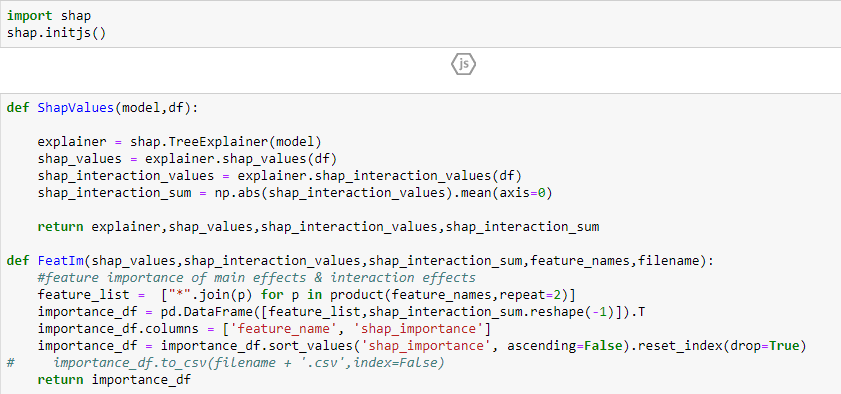 import shap
shap.initjs()
js
def ShapValues(model,df):
    explainer = shap.TreeExplainer(model)
    shap_values = explainer.shap_values(df)
    shap_interaction_values = explainer.shap_interaction_values(df)
    shap_interaction_sum = np.abs(shap_interaction_values).mean(axis=0)
    return explainer,shap_values,shap_interaction_values,shap_interaction_sum
def FeatIm(shap_values,shap_interaction_values,shap_interaction_sum,feature_names,filename):
    #feature importance of main effects & interaction effects
    feature_list =  ["*".join(p) for p in product(feature_names,repeat=2)]
    importance_df = pd.DataFrame([feature_list,shap_interaction_sum.reshape(-1)]).T
    importance_df.columns = ['feature_name', 'shap_importance']
    importance_df = importance_df.sort_values('shap_importance', ascending=False).reset_index(drop=True)
#     importance_df.to_csv(filename + '.csv',index=False)
    return importance_df